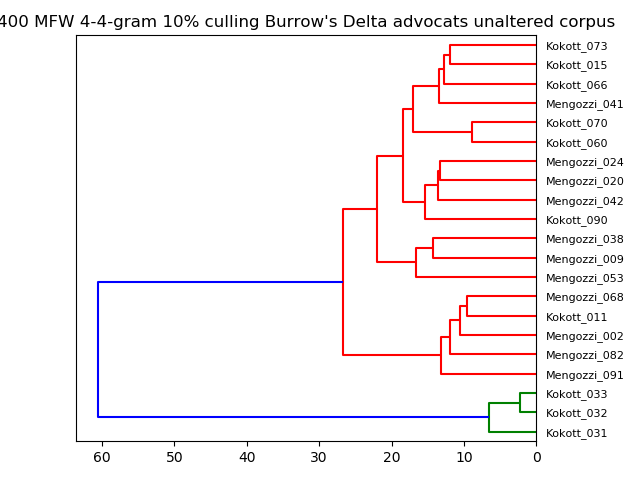 400 MFW 4-4-gram 10% culling Burrow's Delta advocats unaltered corpus
Kokott_073
Kokott_015
Kokott_066
Mengozzi_041
Kokott_070
Kokott_060
Mengozzi_024
Mengozzi_020
Mengozzi_042
Kokott_090
Mengozzi_038
Mengozzi_009
Mengozzi_053
Mengozzi_068
Kokott_011
Mengozzi_002
Mengozzi_082
Mengozzi_091
Kokott_033
Kokott_032
Kokott_031
60 50 40 30 20 10 0